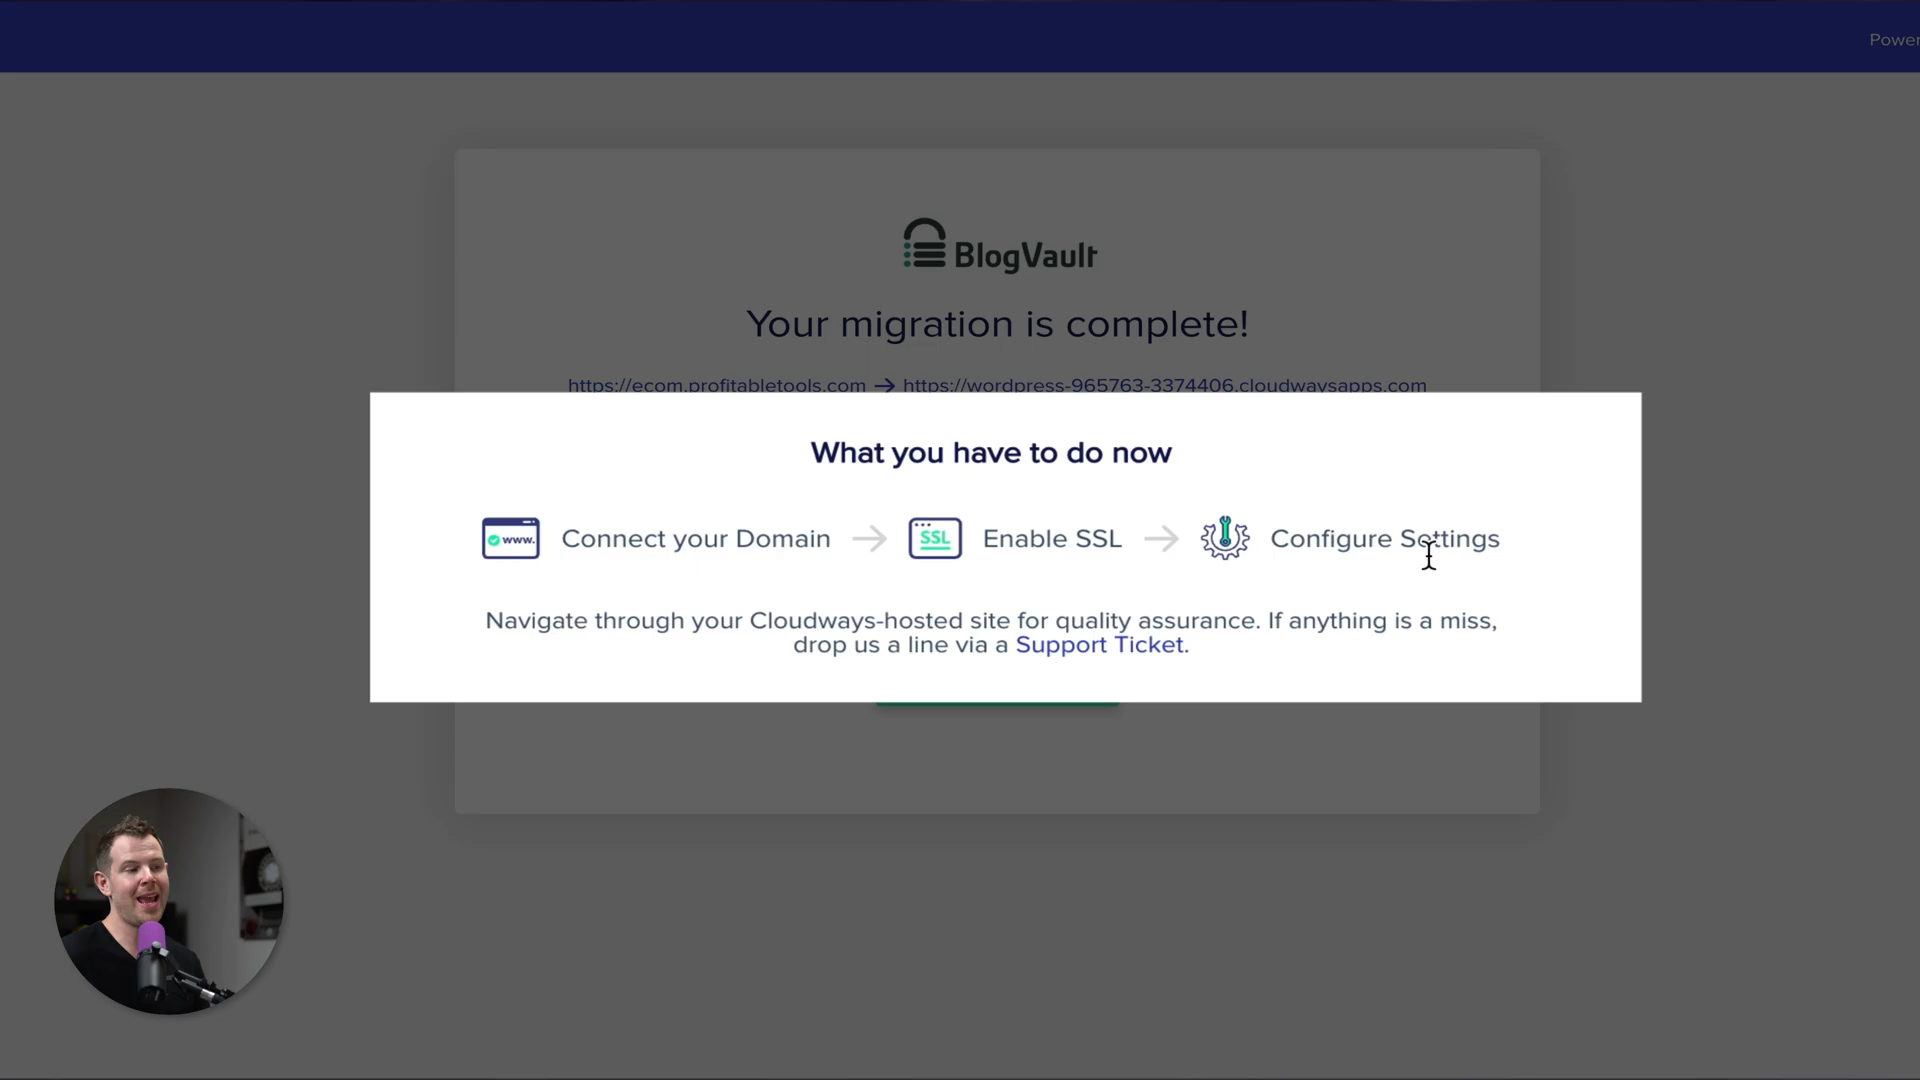 Power
BlogVault
Your migration is complete!
https://ecom.profitabletools.com → https://wordpress-965763-3374406.cloudwaysapps.com
What you have to do now
www. Connect your Domain → SSL Enable SSL → Configure Settings
Navigate through your Cloudways-hosted site for quality assurance. If anything is a miss,
drop us a line via a Support Ticket.